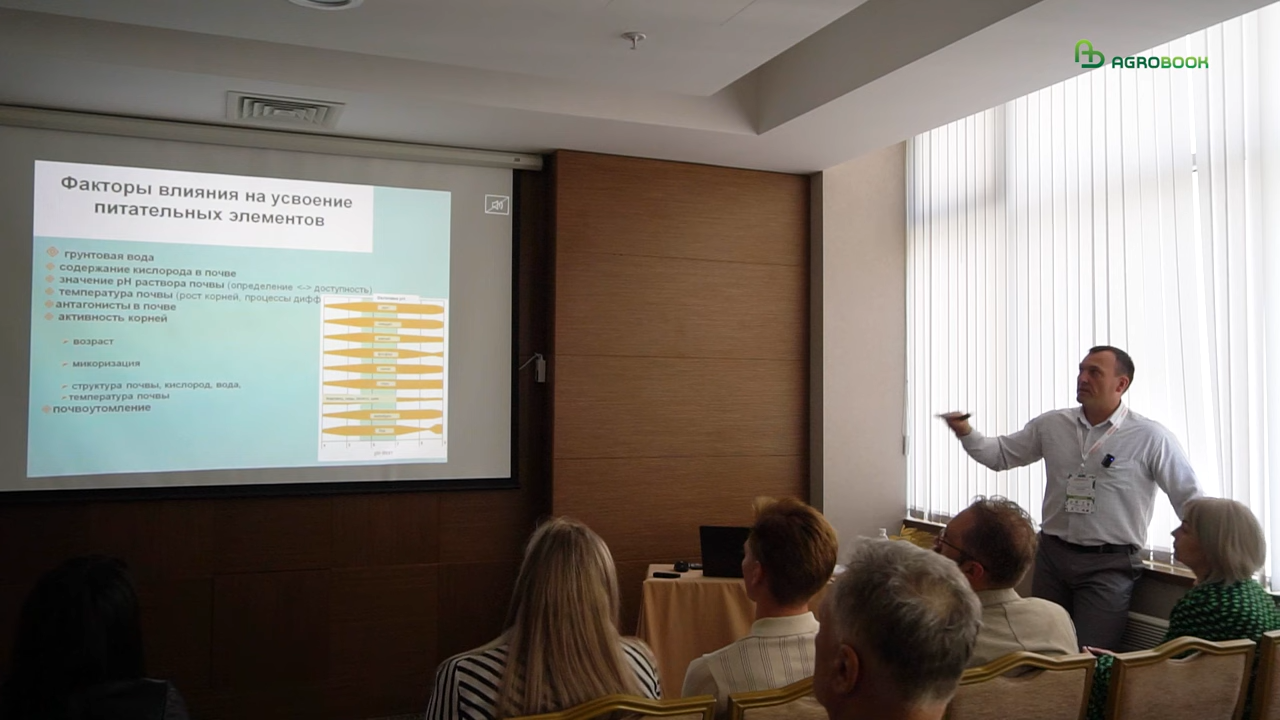 AGROBOOK
Факторы влияния на усвоение
питательных элементов
грунтовая вода
содержание кислорода в почве
значение pH раствора почвы (определение <-> доступность)
температура почвы (рост корней, процессы дифф
антагонисты в почве
активность корней
возраст
микоризация
структура почвы, кислород, вода,
температура почвы
почвоутомление